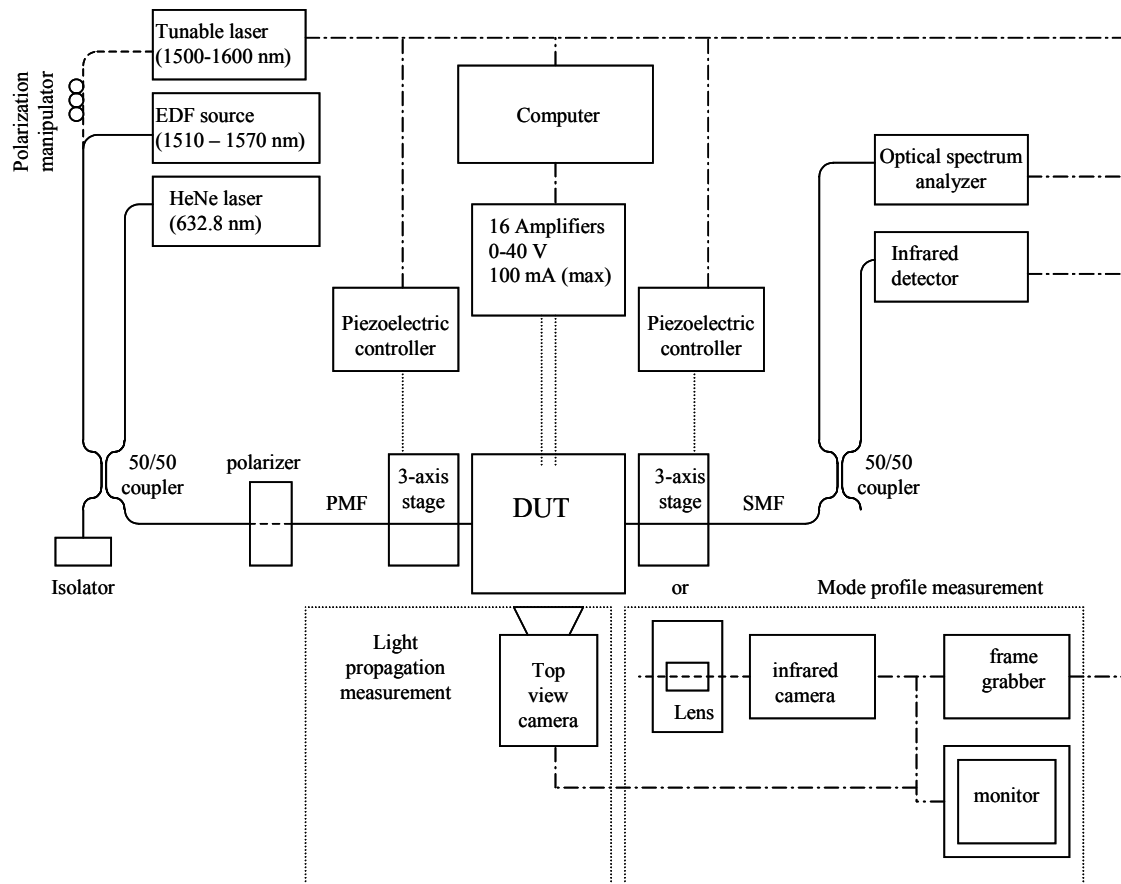 Tunable laser
(1500-1600 nm)
Polarization
manipulator
EDF source
(1510 – 1570 nm)
HeNe laser
(632.8 nm)
Computer
16 Amplifiers
0-40 V
100 mA (max)
Optical spectrum
analyzer
Infrared
detector
Piezoelectric
controller
Piezoelectric
controller
50/50
coupler
polarizer
PMF
3-axis
stage
DUT
3-axis
stage
SMF
50/50
coupler
Isolator
or
Mode profile measurement
Light
propagation
measurement
Top
view
camera
Lens
infrared
camera
frame
grabber
monitor